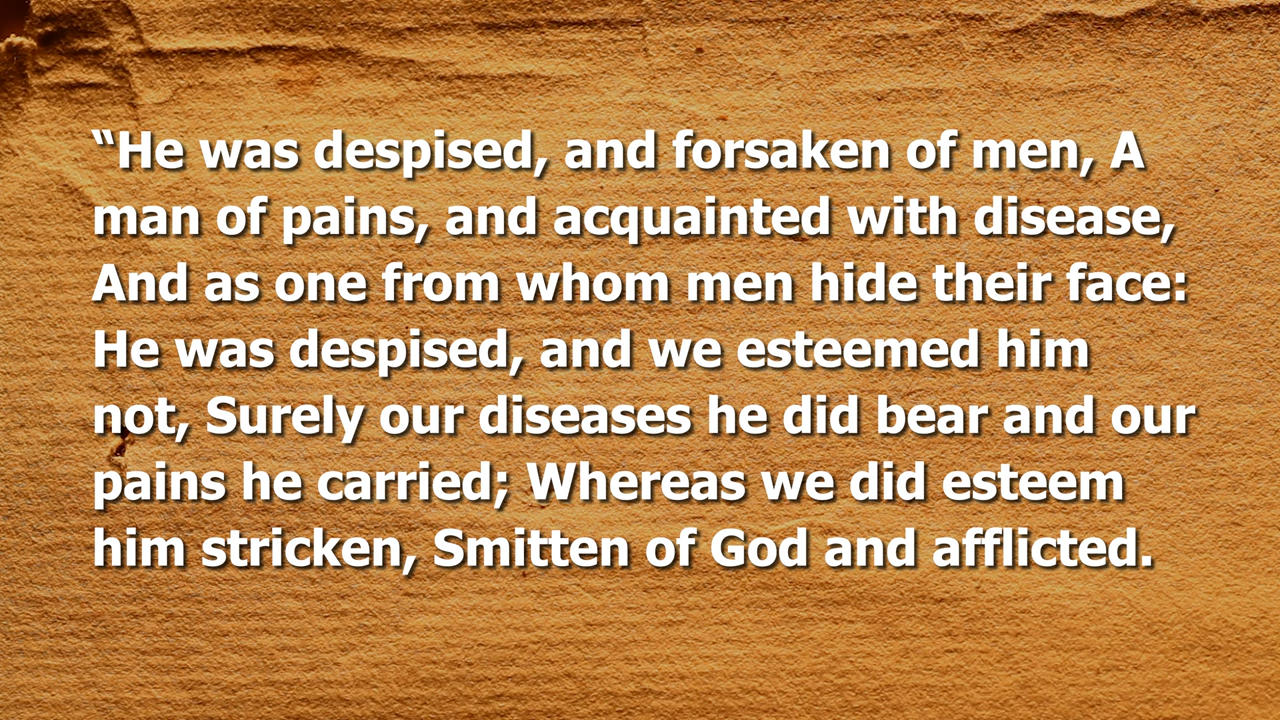 “He was despised, and forsaken of men, A
man of pains, and acquainted with disease,
And as one from whom men hide their face:
He was despised, and we esteemed him
not, Surely our diseases he did bear and our
pains he carried; Whereas we did esteem
him stricken, Smitten of God and afflicted.